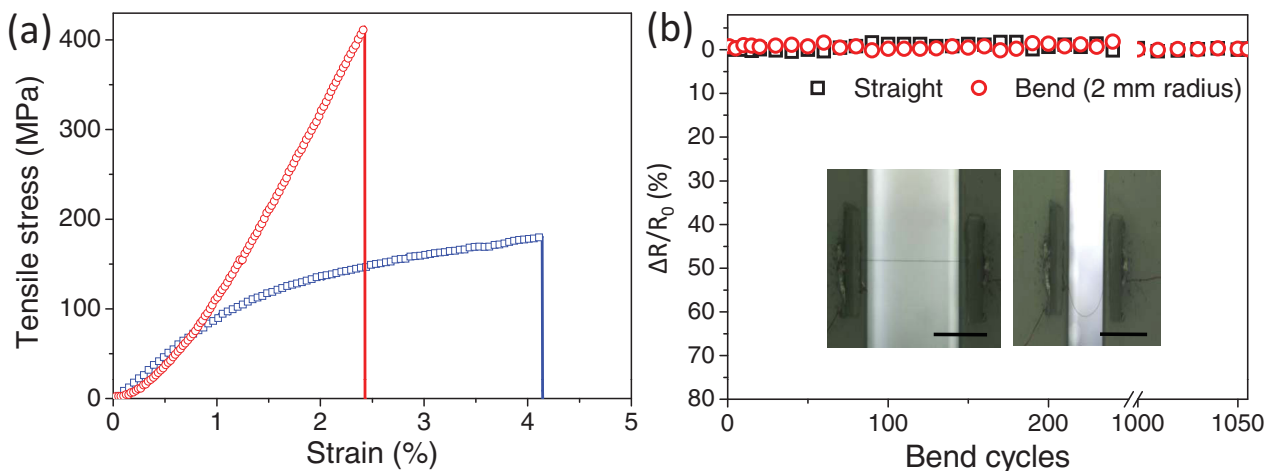 (a)
Tensile stress (MPa)
400
300
200
100
0
0 1 2 3 4 5
Strain (%)
(b)
ΔR/R₀ (%)
0
5
10
20
30
40
50
60
70
80
Straight Bend (2 mm radius)
0 100 200 1000 1050
Bend cycles